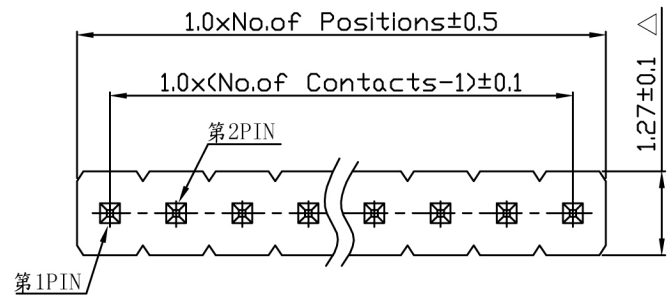 1.0xNo.of Positions±0.5
1.0x(No.of Contacts-1)±0.1
1.27±0.1
第2PIN
第1PIN